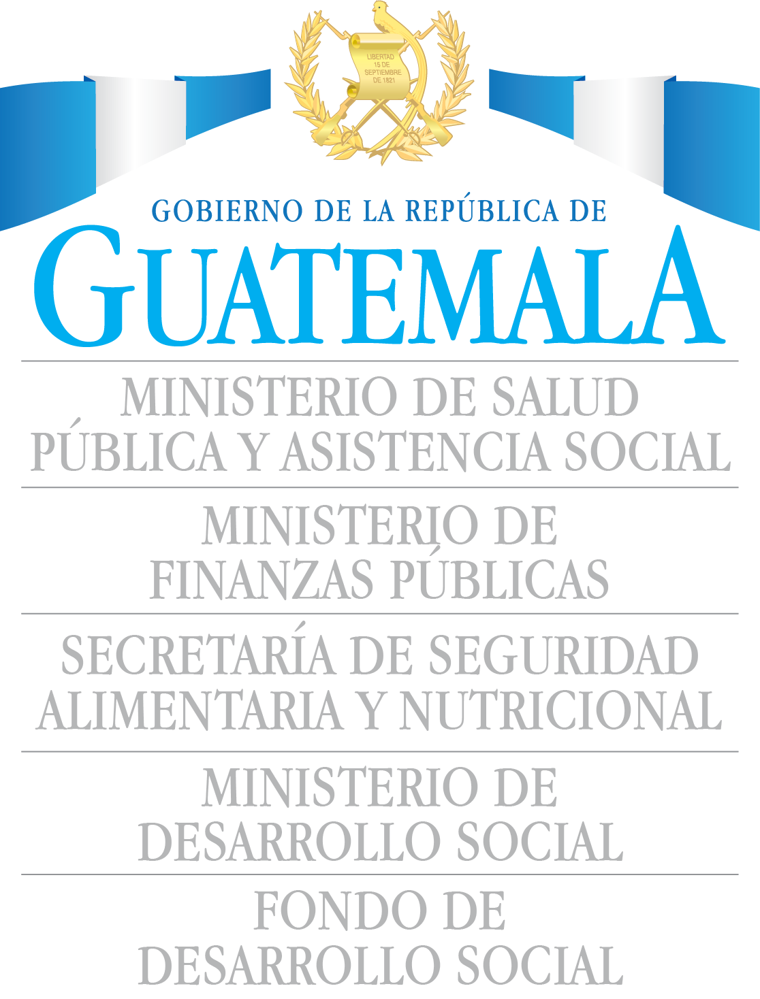 LIBERTAD
15 DE
SEPTIEMBRE
DE 1821
GOBIERNO DE LA REPÚBLICA DE
GUATEMALA
MINISTERIO DE SALUD
PÚBLICA Y ASISTENCIA SOCIAL
MINISTERIO DE
FINANZAS PÚBLICAS
SECRETARÍA DE SEGURIDAD
ALIMENTARIA Y NUTRICIONAL
MINISTERIO DE
DESARROLLO SOCIAL
FONDO DE
DESARROLLO SOCIAL